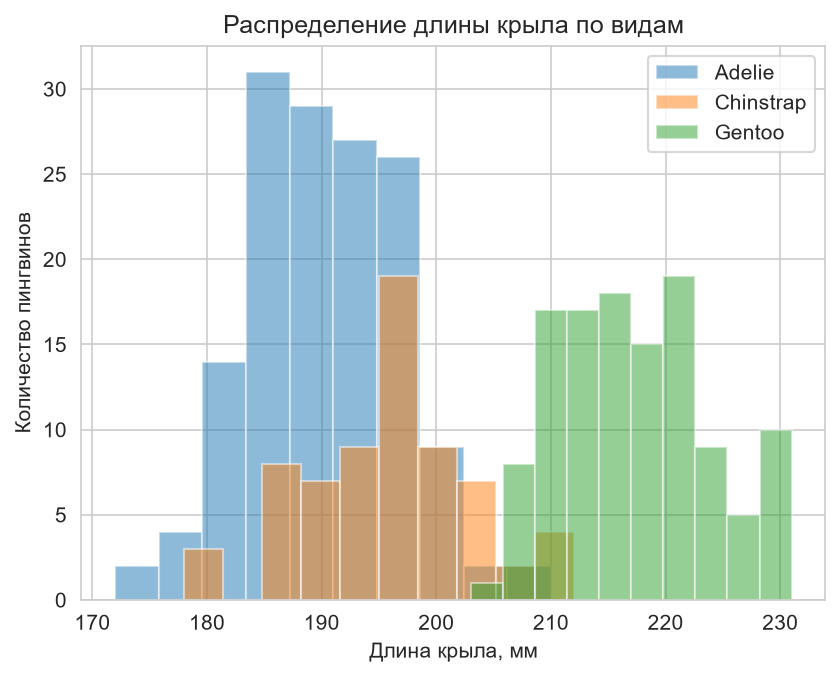 Распределение длины крыла по видам
Adelie
Chinstrap
Gentoo
Количество пингвинов
30
25
20
15
10
5
0
170 180 190 200 210 220 230
Длина крыла, мм